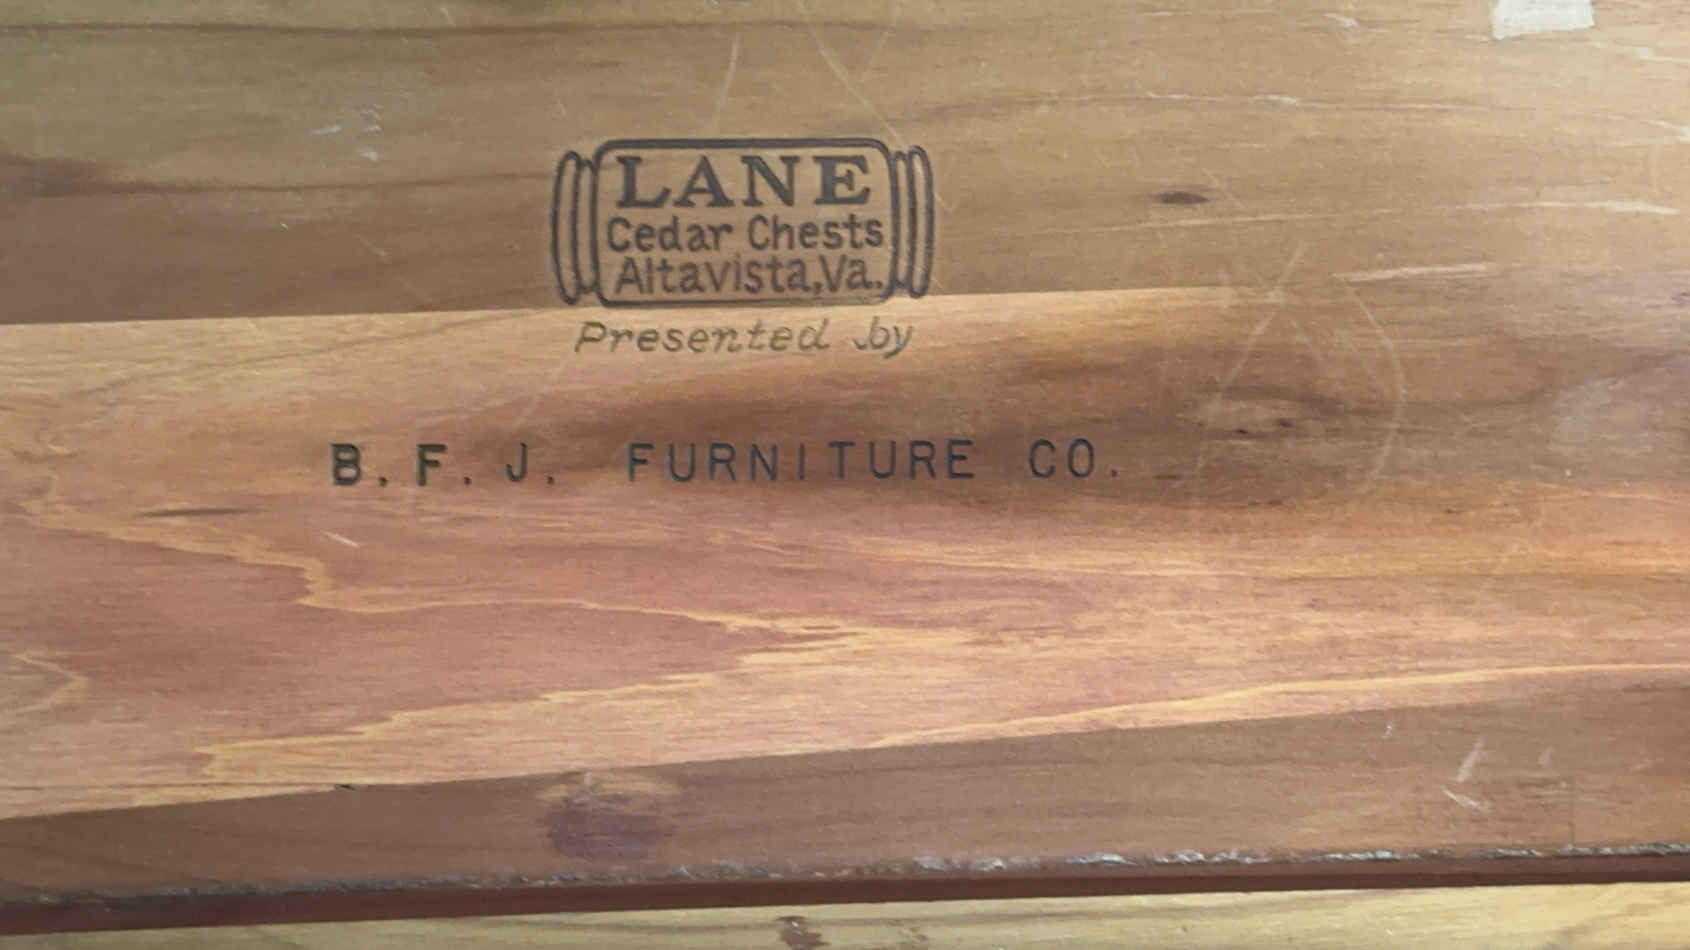 LANE
Cedar Chests
Altavista,Va.
Presented by
B. F. J. FURNITURE CO.